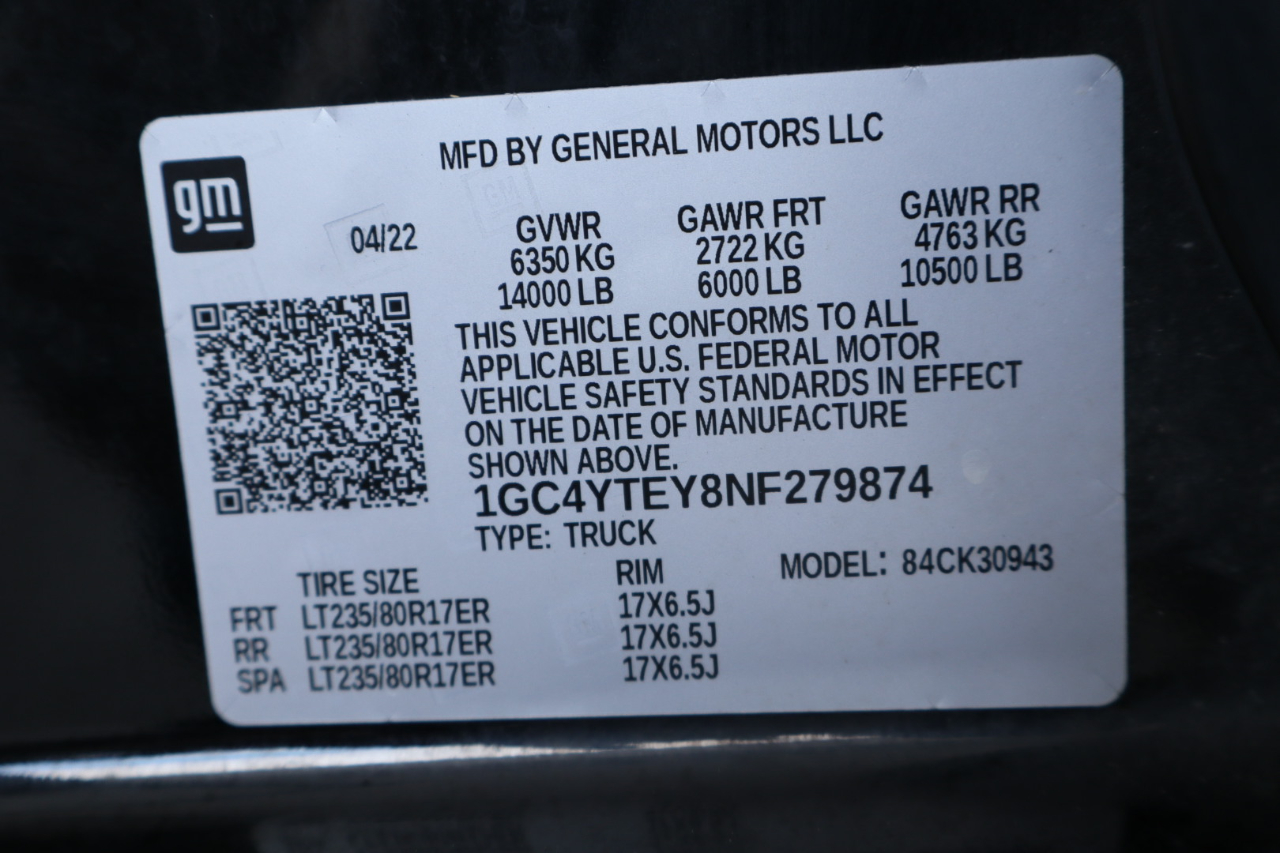 MFD BY GENERAL MOTORS LLC
gm
04/22
GVWR GAWR FRT GAWR RR
6350 KG 2722 KG 4763 KG
14000 LB 6000 LB 10500 LB
THIS VEHICLE CONFORMS TO ALL
APPLICABLE U.S. FEDERAL MOTOR
VEHICLE SAFETY STANDARDS IN EFFECT
ON THE DATE OF MANUFACTURE
SHOWN ABOVE.
1GC4YTEY8NF279874
TYPE: TRUCK
TIRE SIZE RIM MODEL: 84CK30943
FRT LT235/80R17ER 17X6.5J
RR LT235/80R17ER 17X6.5J
SPA LT235/80R17ER 17X6.5J